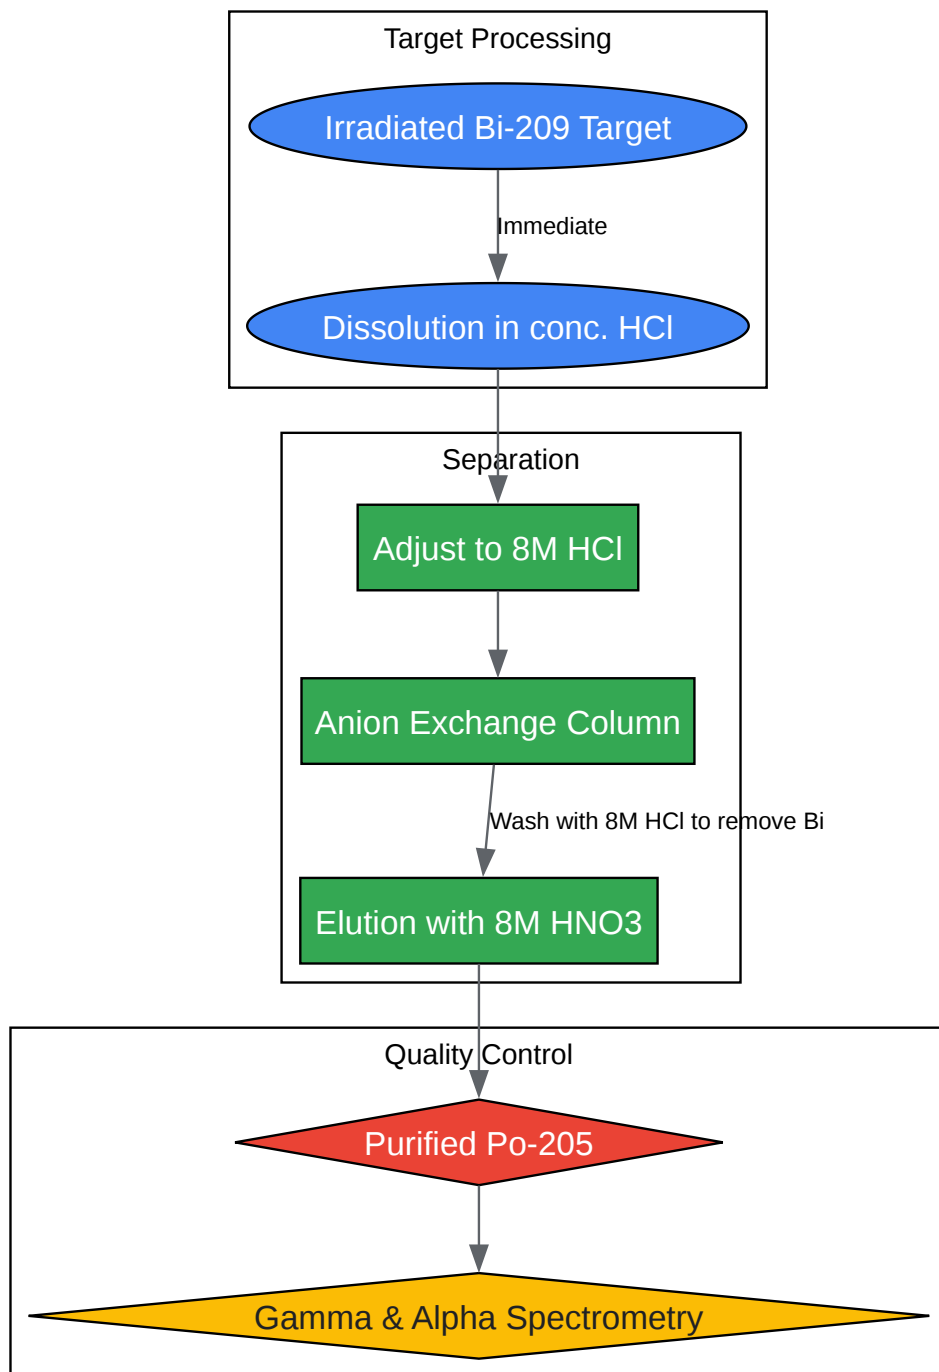 Target Processing
Irradiated Bi-209 Target
Immediate
Dissolution in conc. HCl
Separation
Adjust to 8M HCl
Anion Exchange Column
Wash with 8M HCl to remove Bi
Elution with 8M HNO3
Quality Control
Purified Po-205
Gamma & Alpha Spectrometry